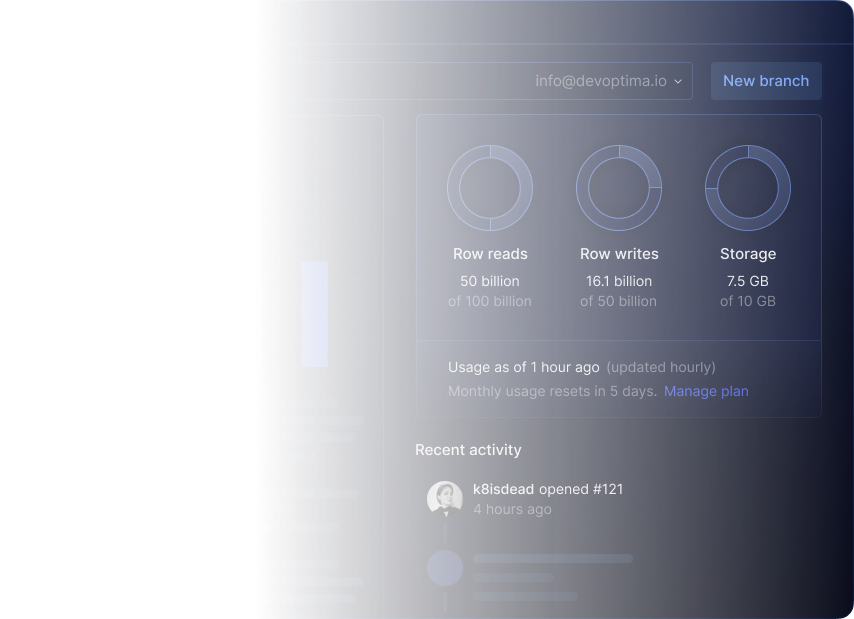 info@devoptima.io
New branch
Row reads
50 billion
of 100 billion
Row writes
16.1 billion
of 50 billion
Storage
7.5 GB
of 10 GB
Usage as of 1 hour ago (updated hourly)
Monthly usage resets in 5 days. Manage plan
Recent activity
k8isdead opened #121
4 hours ago